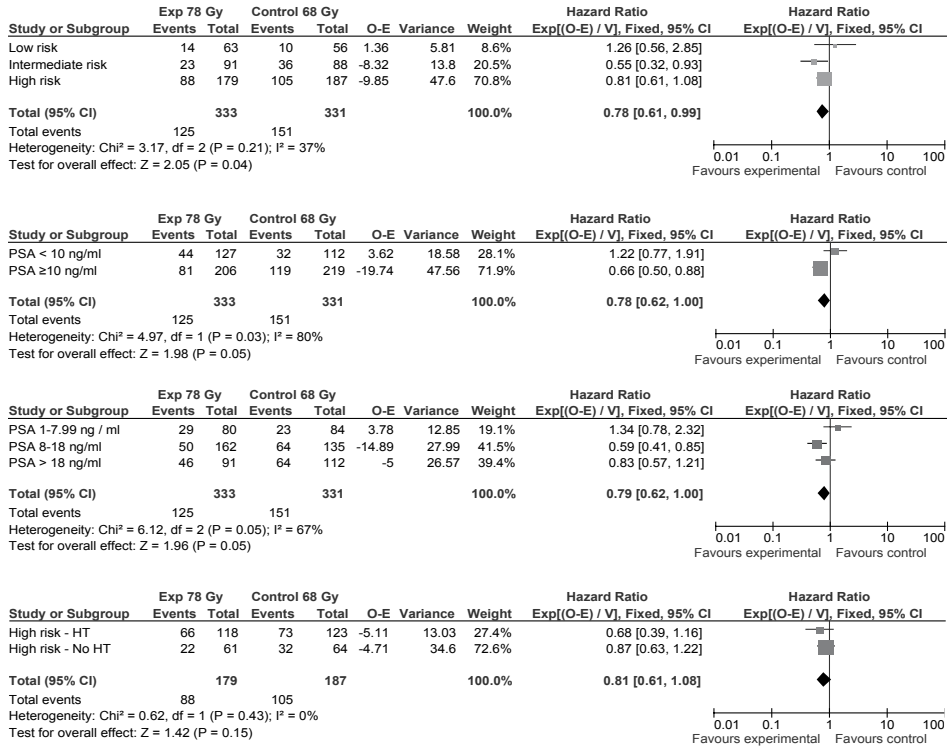 Exp 78 Gy Control 68 Gy Hazard Ratio Hazard Ratio
Study or Subgroup Events Total Events Total O-E Variance Weight Exp[(O-E) / V], Fixed, 95% CI Exp[(O-E) / V], Fixed, 95% CI
Low risk 14 63 10 56 1.36 5.81 8.6% 1.26 [0.56, 2.85]
Intermediate risk 23 91 36 88 -8.32 13.8 20.5% 0.55 [0.32, 0.93]
High risk 88 179 105 187 -9.85 47.6 70.8% 0.81 [0.61, 1.08]
Total (95% CI) 333 331 100.0% 0.78 [0.61, 0.99]
Total events 125 151
Heterogeneity: Chi² = 3.17, df = 2 (P = 0.21); I² = 37%
Test for overall effect: Z = 2.05 (P = 0.04)
0.01 0.1 1 10 100
Favours experimental Favours control
Exp 78 Gy Control 68 Gy Hazard Ratio Hazard Ratio
Study or Subgroup Events Total Events Total O-E Variance Weight Exp[(O-E) / V], Fixed, 95% CI Exp[(O-E) / V], Fixed, 95% CI
PSA < 10 ng/ml 44 127 32 112 3.62 18.58 28.1% 1.22 [0.77, 1.91]
PSA ≥10 ng/ml 81 206 119 219 -19.74 47.56 71.9% 0.66 [0.50, 0.88]
Total (95% CI) 333 331 100.0% 0.78 [0.62, 1.00]
Total events 125 151
Heterogeneity: Chi² = 4.97, df = 1 (P = 0.03); I² = 80%
Test for overall effect: Z = 1.98 (P = 0.05)
0.01 0.1 1 10 100
Favours experimental Favours control
Exp 78 Gy Control 68 Gy Hazard Ratio Hazard Ratio
Study or Subgroup Events Total Events Total O-E Variance Weight Exp[(O-E) / V], Fixed, 95% CI Exp[(O-E) / V], Fixed, 95% CI
PSA 1-7.99 ng / ml 29 80 23 84 3.78 12.85 19.1% 1.34 [0.78, 2.32]
PSA 8-18 ng/ml 50 162 64 135 -14.89 27.99 41.5% 0.59 [0.41, 0.85]
PSA > 18 ng/ml 46 91 64 112 -5 26.57 39.4% 0.83 [0.57, 1.21]
Total (95% CI) 333 331 100.0% 0.79 [0.62, 1.00]
Total events 125 151
Heterogeneity: Chi² = 6.12, df = 2 (P = 0.05); I² = 67%
Test for overall effect: Z = 1.96 (P = 0.05)
0.01 0.1 1 10 100
Favours experimental Favours control
Exp 78 Gy Control 68 Gy Hazard Ratio Hazard Ratio
Study or Subgroup Events Total Events Total O-E Variance Weight Exp[(O-E) / V], Fixed, 95% CI Exp[(O-E) / V], Fixed, 95% CI
High risk - HT 66 118 73 123 -5.11 13.03 27.4% 0.68 [0.39, 1.16]
High risk - No HT 22 61 32 64 -4.71 34.6 72.6% 0.87 [0.63, 1.22]
Total (95% CI) 179 187 100.0% 0.81 [0.61, 1.08]
Total events 88 105
Heterogeneity: Chi² = 0.62, df = 1 (P = 0.43); I² = 0%
Test for overall effect: Z = 1.42 (P = 0.15)
0.01 0.1 1 10 100
Favours experimental Favours control